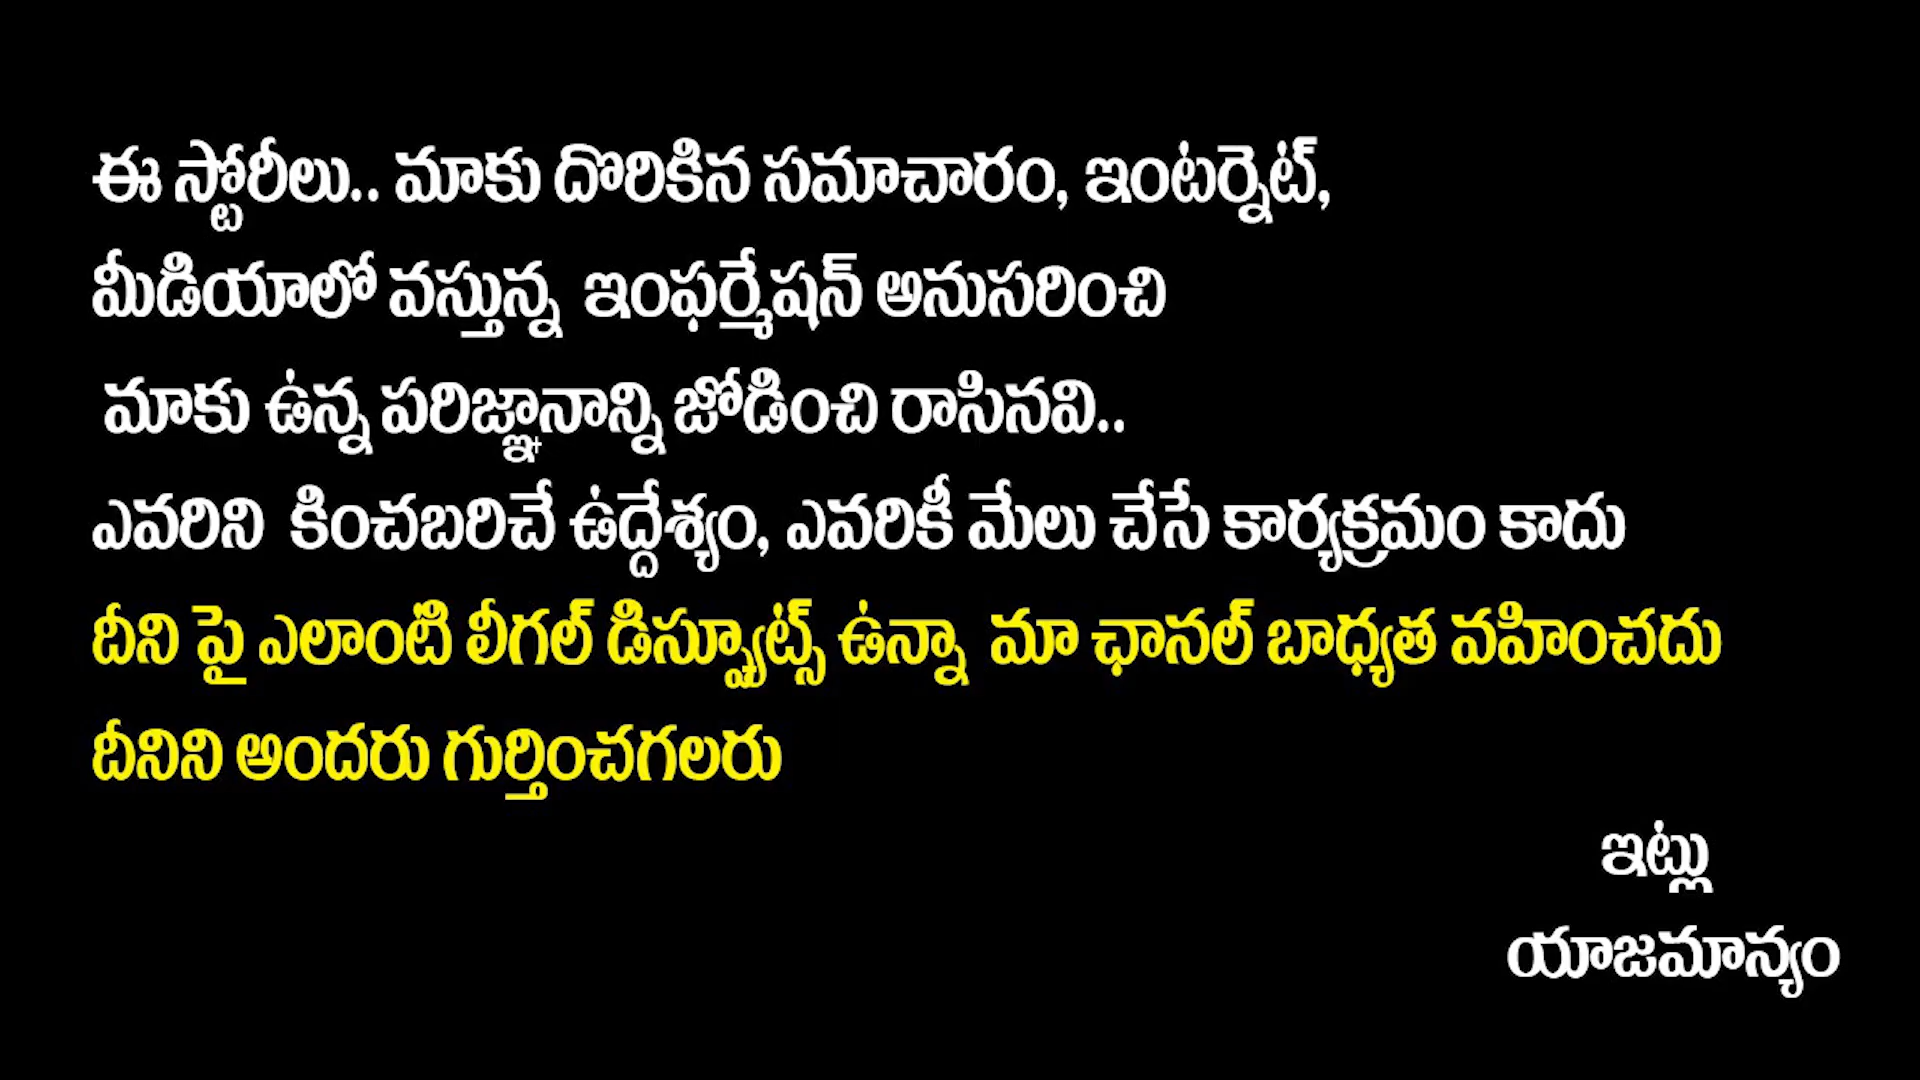 ఈ స్టోరీలు.. మాకు దొరికిన సమాచారం, ఇంటర్నెట్,
మీడియాలో వస్తున్న ఇంఫర్మేషన్ అనుసరించి
మాకు ఉన్న పరిజ్ఞానాన్ని జోడించి రాసినవి..
ఎవరిని కించబరిచే ఉద్దేశ్యం, ఎవరికీ మేలు చేసే కార్యక్రమం కాదు
దీని పై ఎలాంటి లీగల్ డిస్ప్యూట్స్ ఉన్నా మా ఛానల్ బాధ్యత వహించదు
దీనిని అందరు గుర్తించగలరు
ఇట్లు
యాజమాన్యం